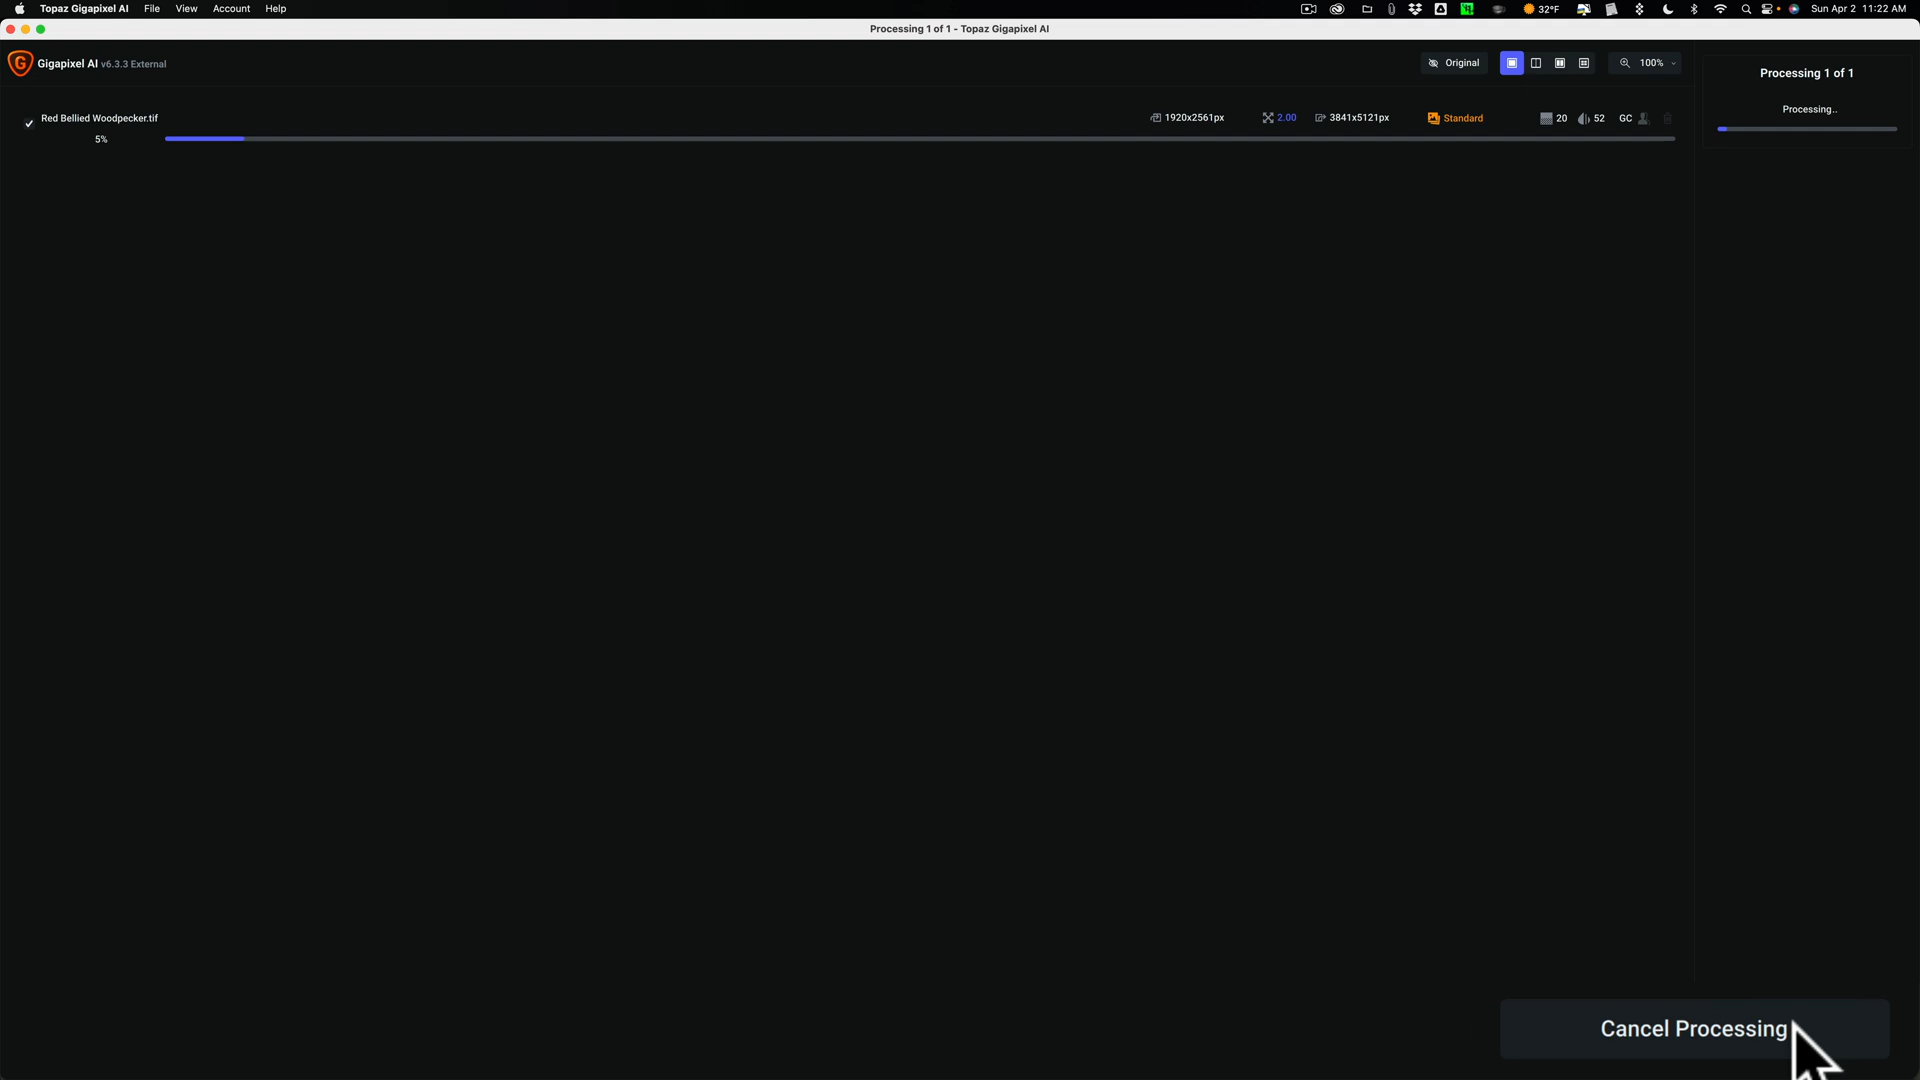 Topaz Gigapixel AI File View Account Help 32°F Sun Apr 2 11:22 AM
Processing 1 of 1 - Topaz Gigapixel AI
G Gigapixel AI v6.3.3 External Original 100%
Processing 1 of 1
Processing..
Red Bellied Woodpecker.tif 1920x2561px 2.00 3841x5121px Standard 20 52 GC
5%
Cancel Processing